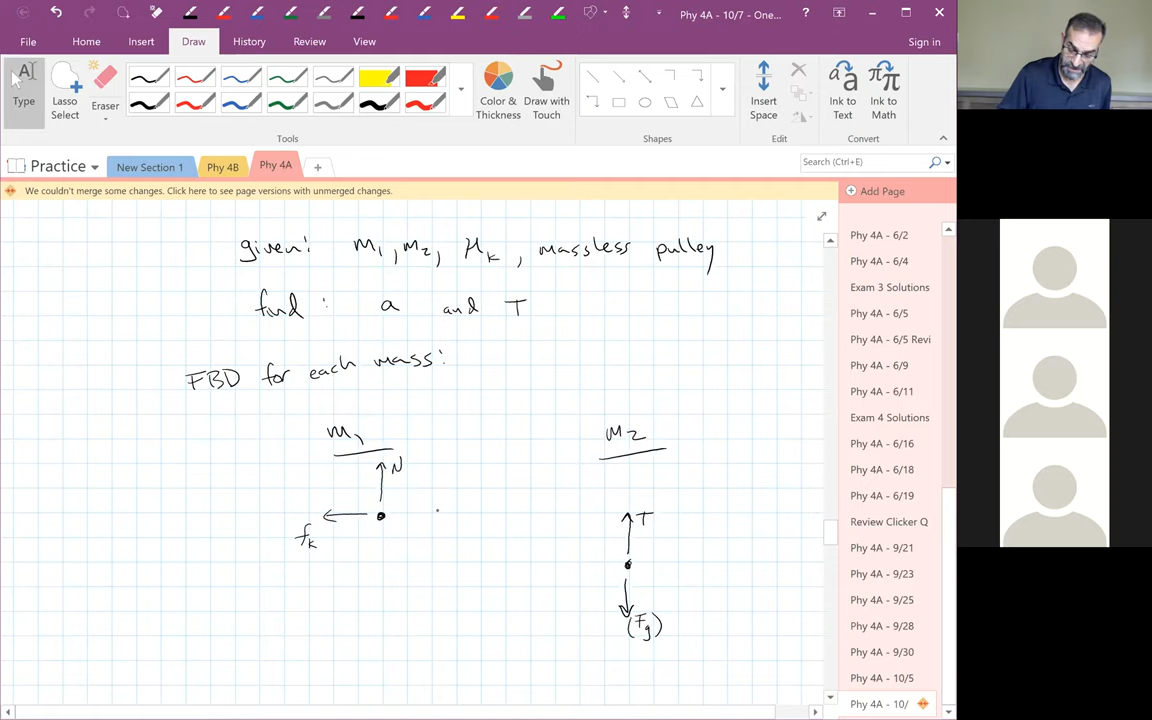 Phy 4A - 10/7 - One...
?
File
Home
Insert
Draw
History
Review
View
Sign in
A
Type
Lasso Select
Eraser
Color & Thickness
Draw with Touch
Insert Space
a a
Ink to Text
π π
Ink to Math
Tools
Shapes
Edit
Convert
Practice
New Section 1
Phy 4B
Phy 4A
+
Search (Ctrl+E)
We couldn't merge some changes. Click here to see page versions with unmerged changes.
Add Page
given: m₁, m₂, μₖ, massless pulley
find: a and T
FBD for each mass:
m₁
m₂
N
fₖ
T
(Fg)
Phy 4A - 6/2
Phy 4A - 6/4
Exam 3 Solutions
Phy 4A - 6/5
Phy 4A - 6/5 Revi
Phy 4A - 6/9
Phy 4A - 6/11
Exam 4 Solutions
Phy 4A - 6/16
Phy 4A - 6/18
Phy 4A - 6/19
Review Clicker Q
Phy 4A - 9/21
Phy 4A - 9/23
Phy 4A - 9/25
Phy 4A - 9/28
Phy 4A - 9/30
Phy 4A - 10/5
Phy 4A - 10/